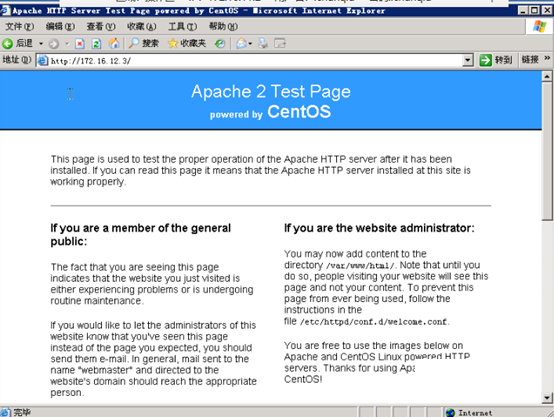 Apache HTTP Server Test Page powered by CentOS - Microsoft Internet Explorer
文件(F) 编辑(E) 查看(V) 收藏(A) 工具(T) 帮助(H)
后退 搜索 收藏夹
地址(D) http://172.16.12.3/ 转到 链接 »
Apache 2 Test Page
powered by CentOS
This page is used to test the proper operation of the Apache HTTP server after it has been
installed. If you can read this page it means that the Apache HTTP server installed at this site is
working properly.
If you are a member of the general
public:
The fact that you are seeing this page
indicates that the website you just visited is
either experiencing problems or is undergoing
routine maintenance.
If you would like to let the administrators of this
website know that you've seen this page
instead of the page you expected, you should
send them e-mail. In general, mail sent to the
name "webmaster" and directed to the
website's domain should reach the appropriate
person.
If you are the website administrator:
You may now add content to the
directory /var/www/html/. Note that until you
do so, people visiting your website will see this
page and not your content. To prevent this
page from ever being used, follow the
instructions in the
file /etc/httpd/conf.d/welcome.conf.
You are free to use the images below on
Apache and CentOS Linux powered HTTP
servers. Thanks for using Apa
CentOS!
完毕 Internet